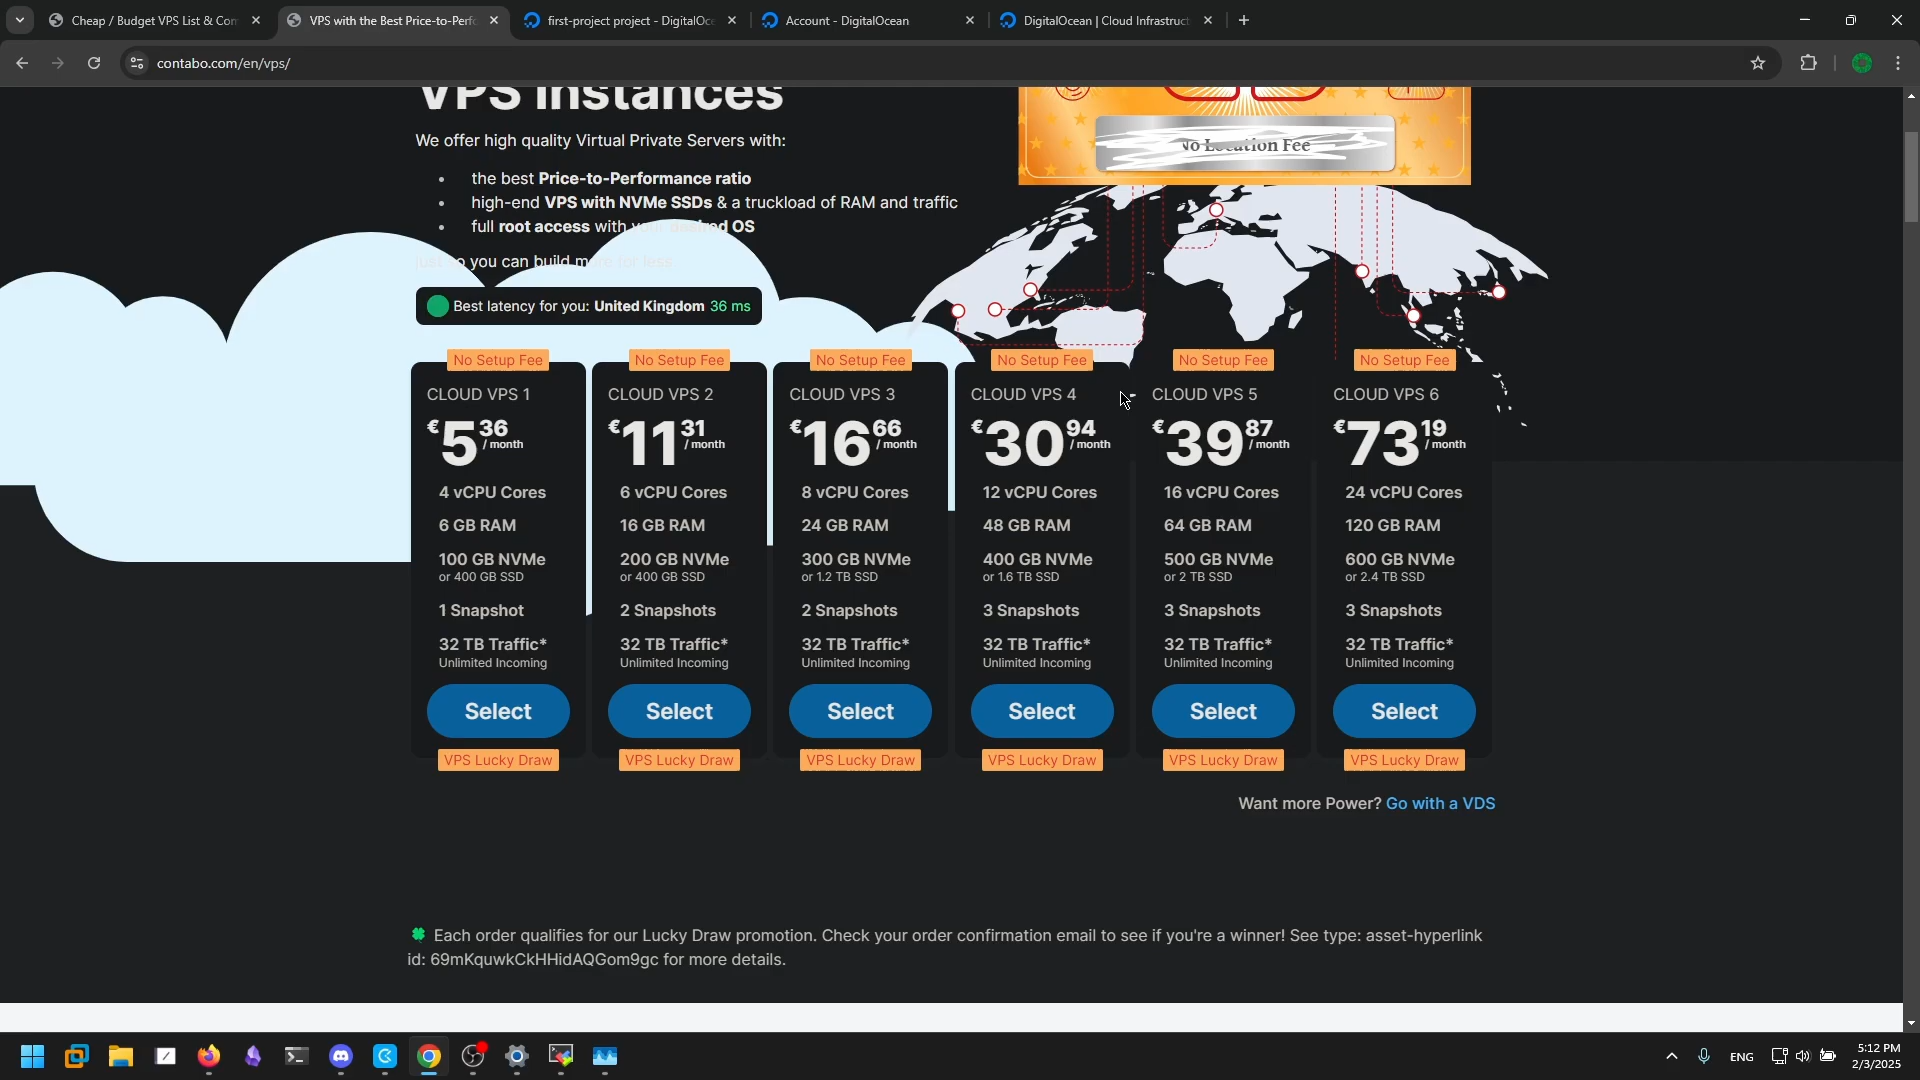 Cheap / Budget VPS List & Con
VPS with the Best Price-to-Perfo
first-project project - DigitalOce
Account - DigitalOcean
DigitalOcean | Cloud Infrastruct
contabo.com/en/vps/
VPS Instances
We offer high quality Virtual Private Servers with:
the best Price-to-Performance ratio
high-end VPS with NVMe SSDs & a truckload of RAM and traffic
full root access with your desired OS
just so you can build more for less.
Best latency for you: United Kingdom 36 ms
No Location Fee
No Setup Fee
CLOUD VPS 1
€5 36 / month
4 vCPU Cores
6 GB RAM
100 GB NVMe
or 400 GB SSD
1 Snapshot
32 TB Traffic*
Unlimited Incoming
Select
VPS Lucky Draw
No Setup Fee
CLOUD VPS 2
€11 31 / month
6 vCPU Cores
16 GB RAM
200 GB NVMe
or 400 GB SSD
2 Snapshots
32 TB Traffic*
Unlimited Incoming
Select
VPS Lucky Draw
No Setup Fee
CLOUD VPS 3
€16 66 / month
8 vCPU Cores
24 GB RAM
300 GB NVMe
or 1.2 TB SSD
2 Snapshots
32 TB Traffic*
Unlimited Incoming
Select
VPS Lucky Draw
No Setup Fee
CLOUD VPS 4
€30 94 / month
12 vCPU Cores
48 GB RAM
400 GB NVMe
or 1.6 TB SSD
3 Snapshots
32 TB Traffic*
Unlimited Incoming
Select
VPS Lucky Draw
No Setup Fee
CLOUD VPS 5
€39 87 / month
16 vCPU Cores
64 GB RAM
500 GB NVMe
or 2 TB SSD
3 Snapshots
32 TB Traffic*
Unlimited Incoming
Select
VPS Lucky Draw
No Setup Fee
CLOUD VPS 6
€73 19 / month
24 vCPU Cores
120 GB RAM
600 GB NVMe
or 2.4 TB SSD
3 Snapshots
32 TB Traffic*
Unlimited Incoming
Select
VPS Lucky Draw
Want more Power? Go with a VDS
Each order qualifies for our Lucky Draw promotion. Check your order confirmation email to see if you're a winner! See type: asset-hyperlink
id: 69mKquwkCkHHidAQGom9gc for more details.
ENG
5:12 PM
2/3/2025